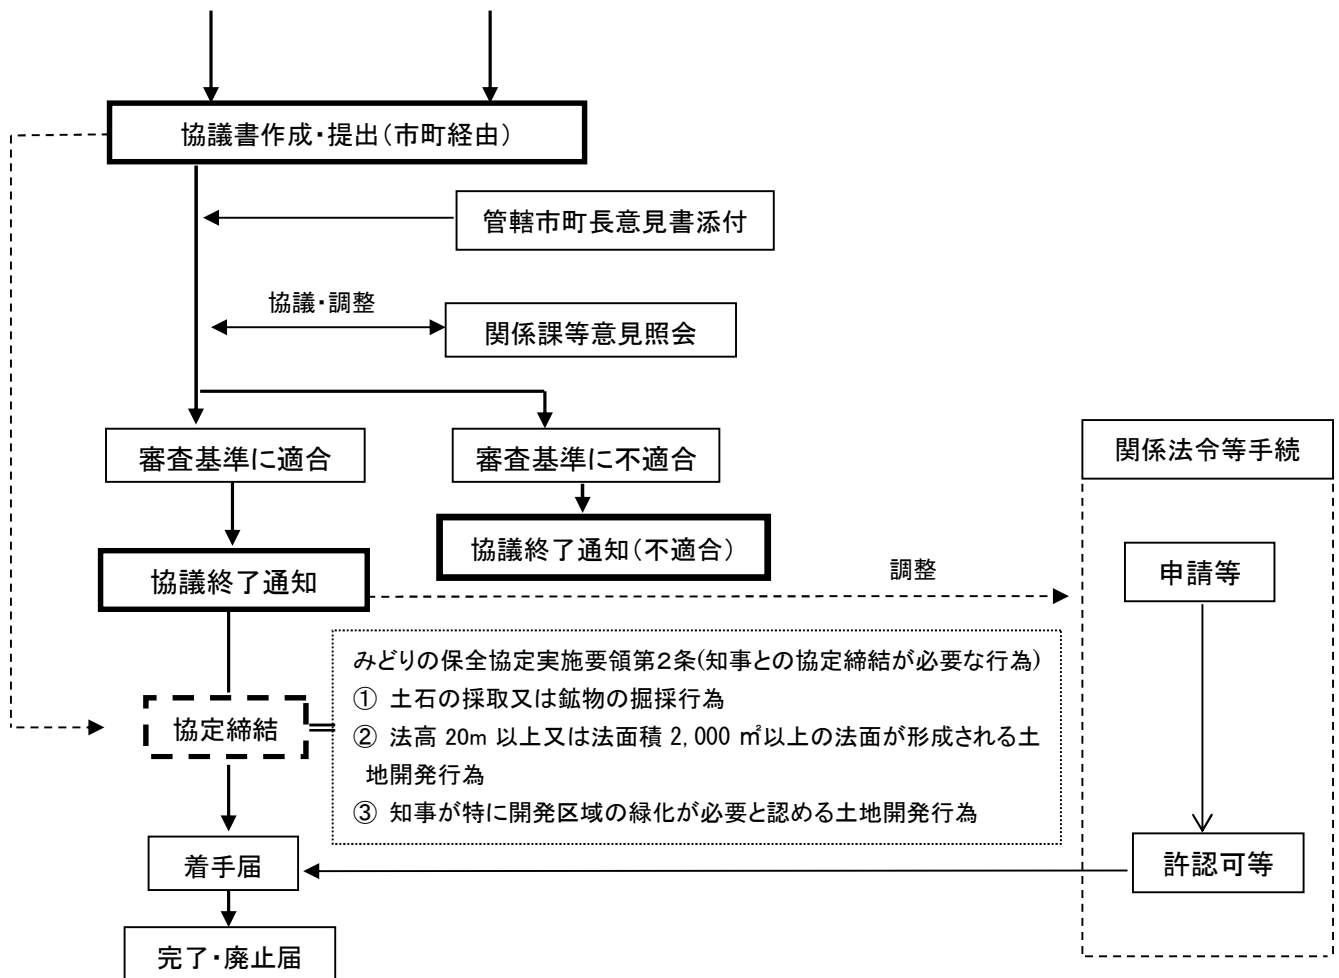 協議書作成・提出（市町経由）
管轄市町長意見書添付
協議・調整
関係課等意見照会
審査基準に適合
審査基準に不適合
関係法令等手続
協議終了通知（不適合）
協議終了通知
調整
申請等
みどりの保全協定実施要領第２条(知事との協定締結が必要な行為)
① 土石の採取又は鉱物の掘採行為
② 法高 20m 以上又は法面積 2,000 ㎡以上の法面が形成される土
地開発行為
③ 知事が特に開発区域の緑化が必要と認める土地開発行為
協定締結
着手届
許認可等
完了・廃止届